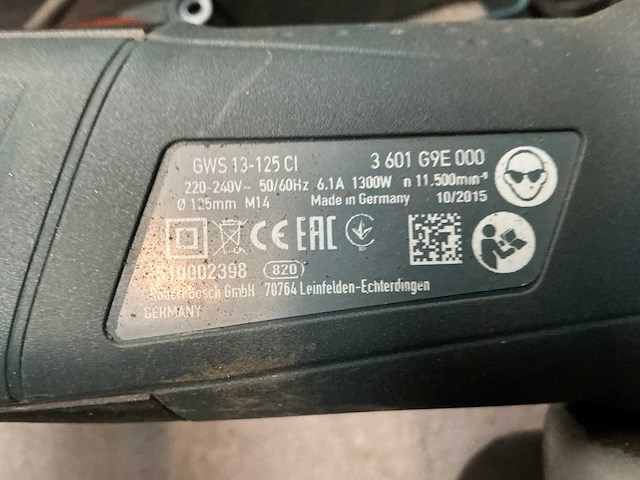 GWS 13-125 CI 3 601 G9E 000
220-240V~ 50/60Hz 6.1A 1300W n 11.500min⁻¹
Ø 125mm M14 Made in Germany 10/2015
CE EAC
820
Robert Bosch GmbH 70764 Leinfelden-Echterdingen
GERMANY